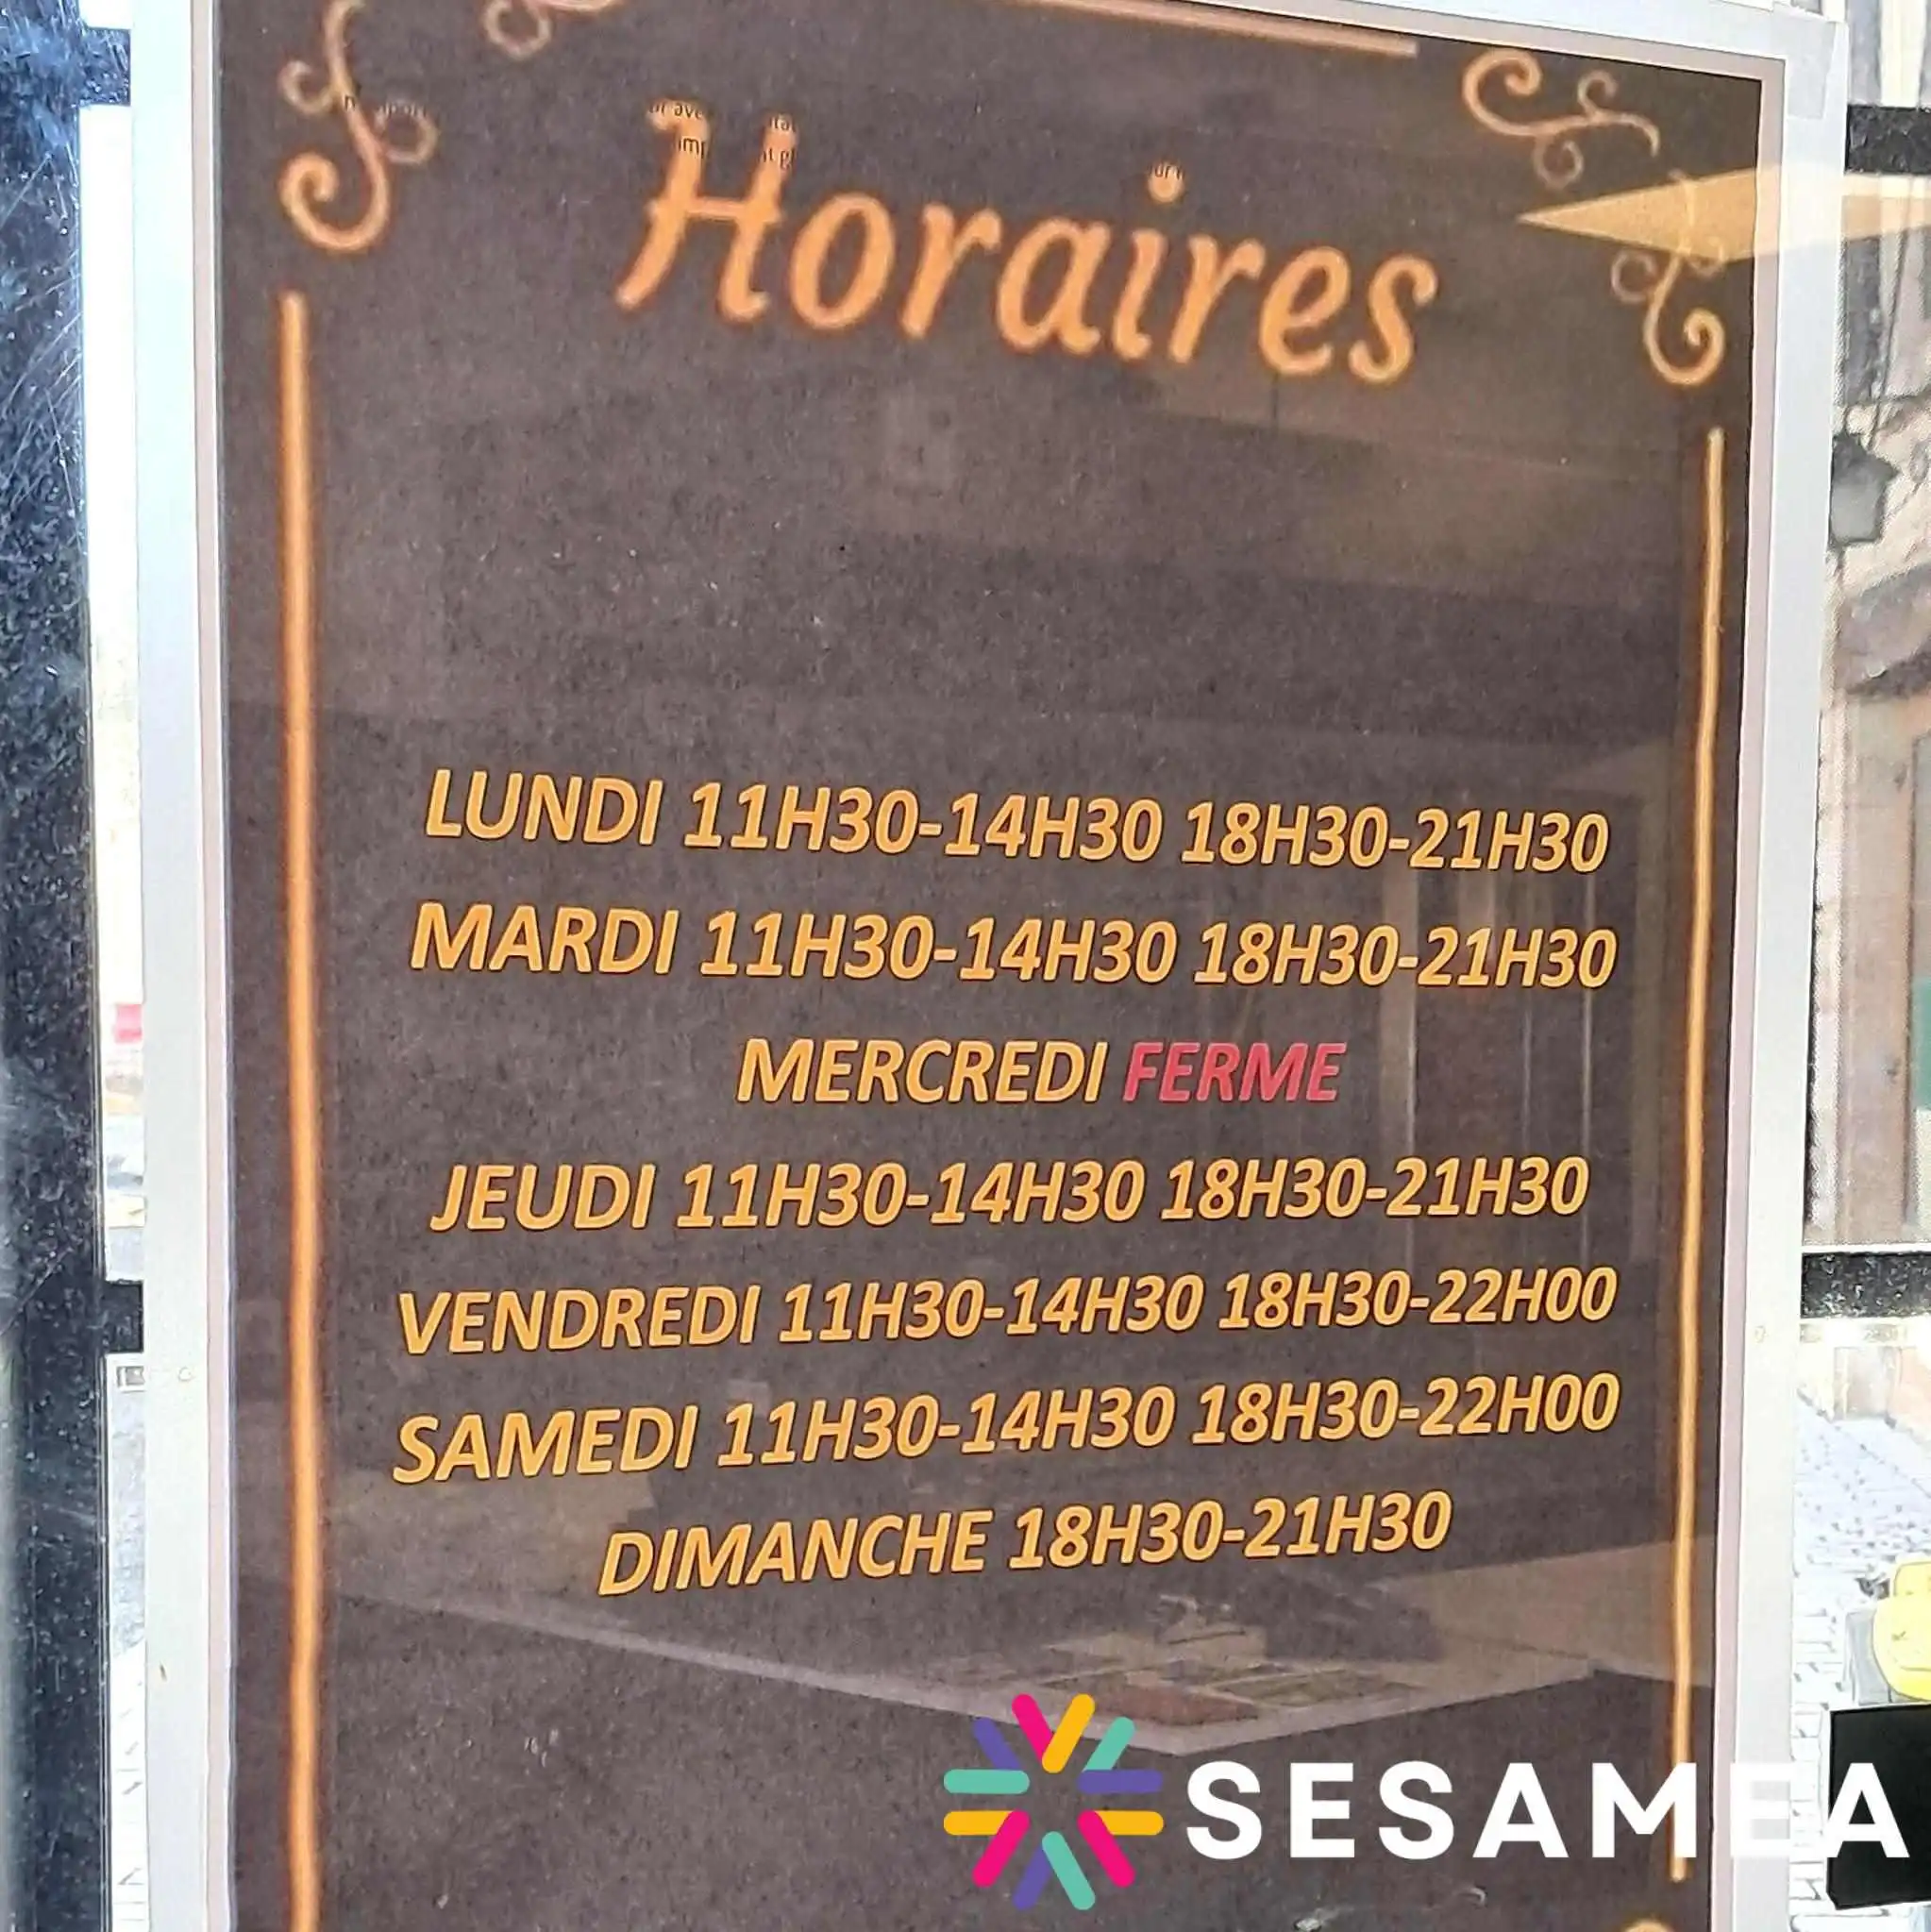 Horaires
LUNDI 11H30-14H30 18H30-21H30
MARDI 11H30-14H30 18H30-21H30
MERCREDI FERME
JEUDI 11H30-14H30 18H30-21H30
VENDREDI 11H30-14H30 18H30-22H00
SAMEDI 11H30-14H30 18H30-22H00
DIMANCHE 18H30-21H30
SESAMEA